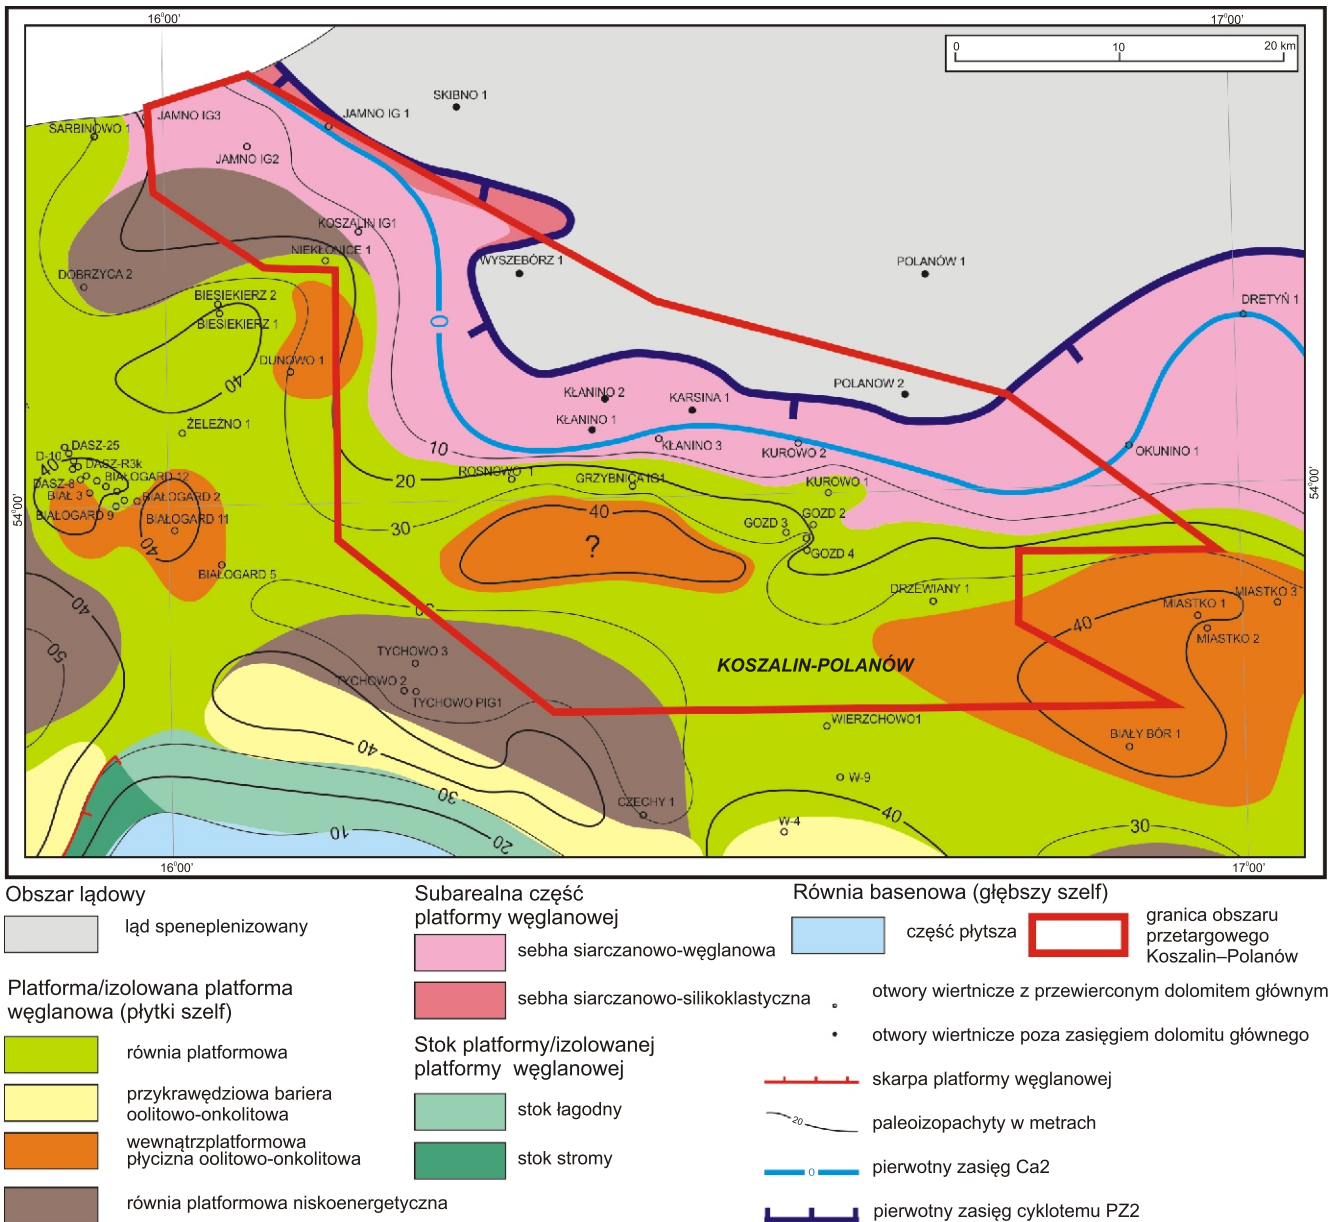 16°00'
17°00'
0 10 20 km
SKIBNO 1
JAMNO IG3
JAMNO IG 1
SARBINOWO 1
JAMNO IG2
KOSZALIN IG1
NIEKŁONICE 1
WYSZEBÓRZ 1
POLANÓW 1
DOBRZYCA 2
BIESIEKIERZ 2
DRETYŃ 1
BIESIEKIERZ 1
0
DUNOWO 1
40
POLANOW 2
KŁANINO 2
KARSINA 1
ŻELEŹNO 1
KŁANINO 1
10
KŁANINO 3
KUROWO 2
OKUNINO 1
DASZ-25
D-10
DASZ-R3k
40
ROSNOWO 1
GRZYBNICA IG1
20
KUROWO 1
DASZ-8
BIAŁOGARD 12
BIAŁ 3
BIAŁOGARD 2
54°00'
54°00'
BIAŁOGARD 9
BIAŁOGARD 11
30
40
GOZD 2
GOZD 3
40
?
GOZD 4
BIAŁOGARD 5
DRZEWIANY 1
MIASTKO 3
40
30
MIASTKO 1
40
MIASTKO 2
50
TYCHOWO 3
KOSZALIN-POLANÓW
TYCHOWO 2
TYCHOWO PIG1
WIERZCHOWO1
BIAŁY BÓR 1
40
W-9
30
CZECHY 1
40
W-4
10
20
30
16°00'
17°00'
Obszar lądowy
ląd speneplenizowany
Platforma/izolowana platforma
węglanowa (płytki szelf)
równia platformowa
przykrawędziowa bariera
oolitowo-onkolitowa
wewnątrzplatformowa
płycizna oolitowo-onkolitowa
równia platformowa niskoenergetyczna
Subarealna część
platformy węglanowej
sebha siarczanowo-węglanowa
sebha siarczanowo-silikoklastyczna
Stok platformy/izolowanej
platformy węglanowej
stok łagodny
stok stromy
Równia basenowa (głębszy szelf)
część płytsza
granica obszaru
przetargowego
Koszalin–Polanów
otwory wiertnicze z przewierconym dolomitem głównym
otwory wiertnicze poza zasięgiem dolomitu głównego
skarpa platformy węglanowej
20
paleoizopachyty w metrach
0
pierwotny zasięg Ca2
pierwotny zasięg cyklotemu PZ2